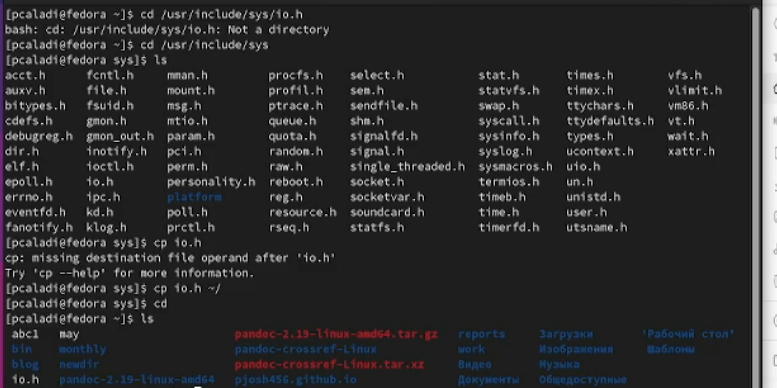 [pcaladi@fedora ~]$ cd /usr/include/sys/io.h
bash: cd: /usr/include/sys/io.h: Not a directory
[pcaladi@fedora ~]$ cd /usr/include/sys
[pcaladi@fedora sys]$ ls
acct.h fcntl.h mman.h procfs.h select.h stat.h times.h vfs.h
auxv.h file.h mount.h profil.h sem.h statvfs.h timex.h vlimit.h
bitypes.h fsuid.h msg.h ptrace.h sendfile.h swap.h ttychars.h vm86.h
cdefs.h gmon.h mtio.h queue.h shm.h syscall.h ttydefaults.h vt.h
debugreg.h gmon_out.h param.h quota.h signalfd.h sysinfo.h types.h wait.h
dir.h inotify.h pci.h random.h signal.h syslog.h ucontext.h xattr.h
elf.h ioctl.h perm.h raw.h single_threaded.h sysmacros.h uio.h
epoll.h io.h personality.h reboot.h socket.h termios.h un.h
errno.h ipc.h platform reg.h socketvar.h timeb.h unistd.h
eventfd.h kd.h poll.h resource.h soundcard.h time.h user.h
fanotify.h klog.h prctl.h rseq.h statfs.h timerfd.h utsname.h
[pcaladi@fedora sys]$ cp io.h
cp: missing destination file operand after 'io.h'
Try 'cp --help' for more information.
[pcaladi@fedora sys]$ cp io.h ~/
[pcaladi@fedora sys]$ cd
[pcaladi@fedora ~]$ ls
abc1 may pandoc-2.19-linux-amd64.tar.gz reports Загрузки 'Рабочий стол'
bin monthly pandoc-crossref-Linux work Изображения Шаблоны
blog newdir pandoc-crossref-Linux.tar.xz Видео Музыка
io.h pandoc-2.19-linux-amd64 pjosh456.github.io Документы Общедоступные